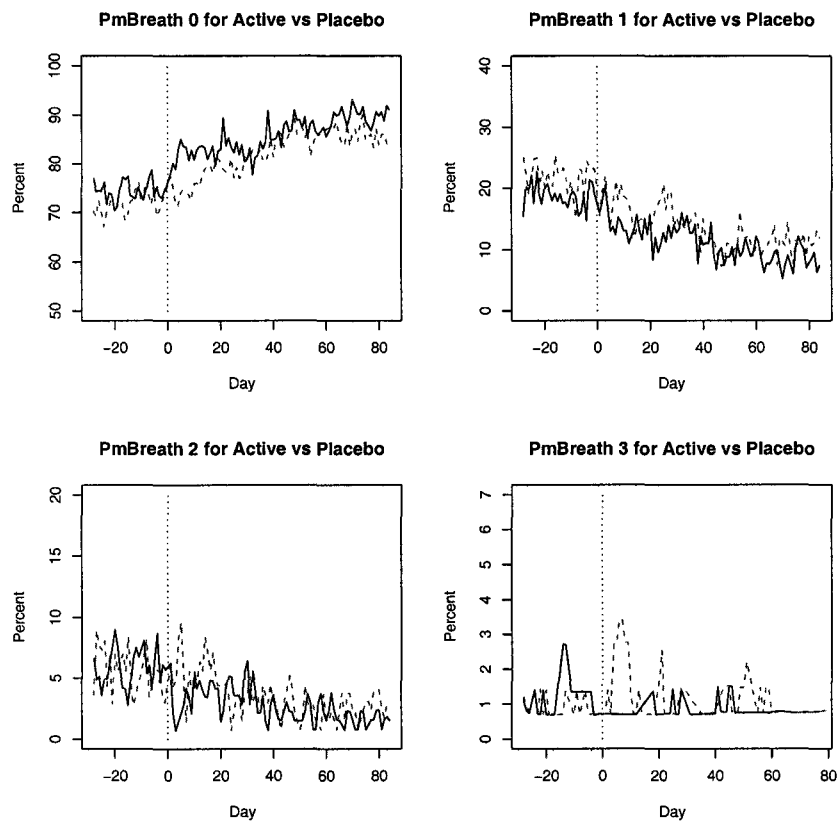 PmBreath 0 for Active vs Placebo
Percent
100
90
80
70
60
50
−20 0 20 40 60 80
Day
PmBreath 1 for Active vs Placebo
Percent
40
30
20
10
0
−20 0 20 40 60 80
Day
PmBreath 2 for Active vs Placebo
Percent
20
15
10
5
0
−20 0 20 40 60 80
Day
PmBreath 3 for Active vs Placebo
Percent
7
6
5
4
3
2
1
0
−20 0 20 40 60 80
Day